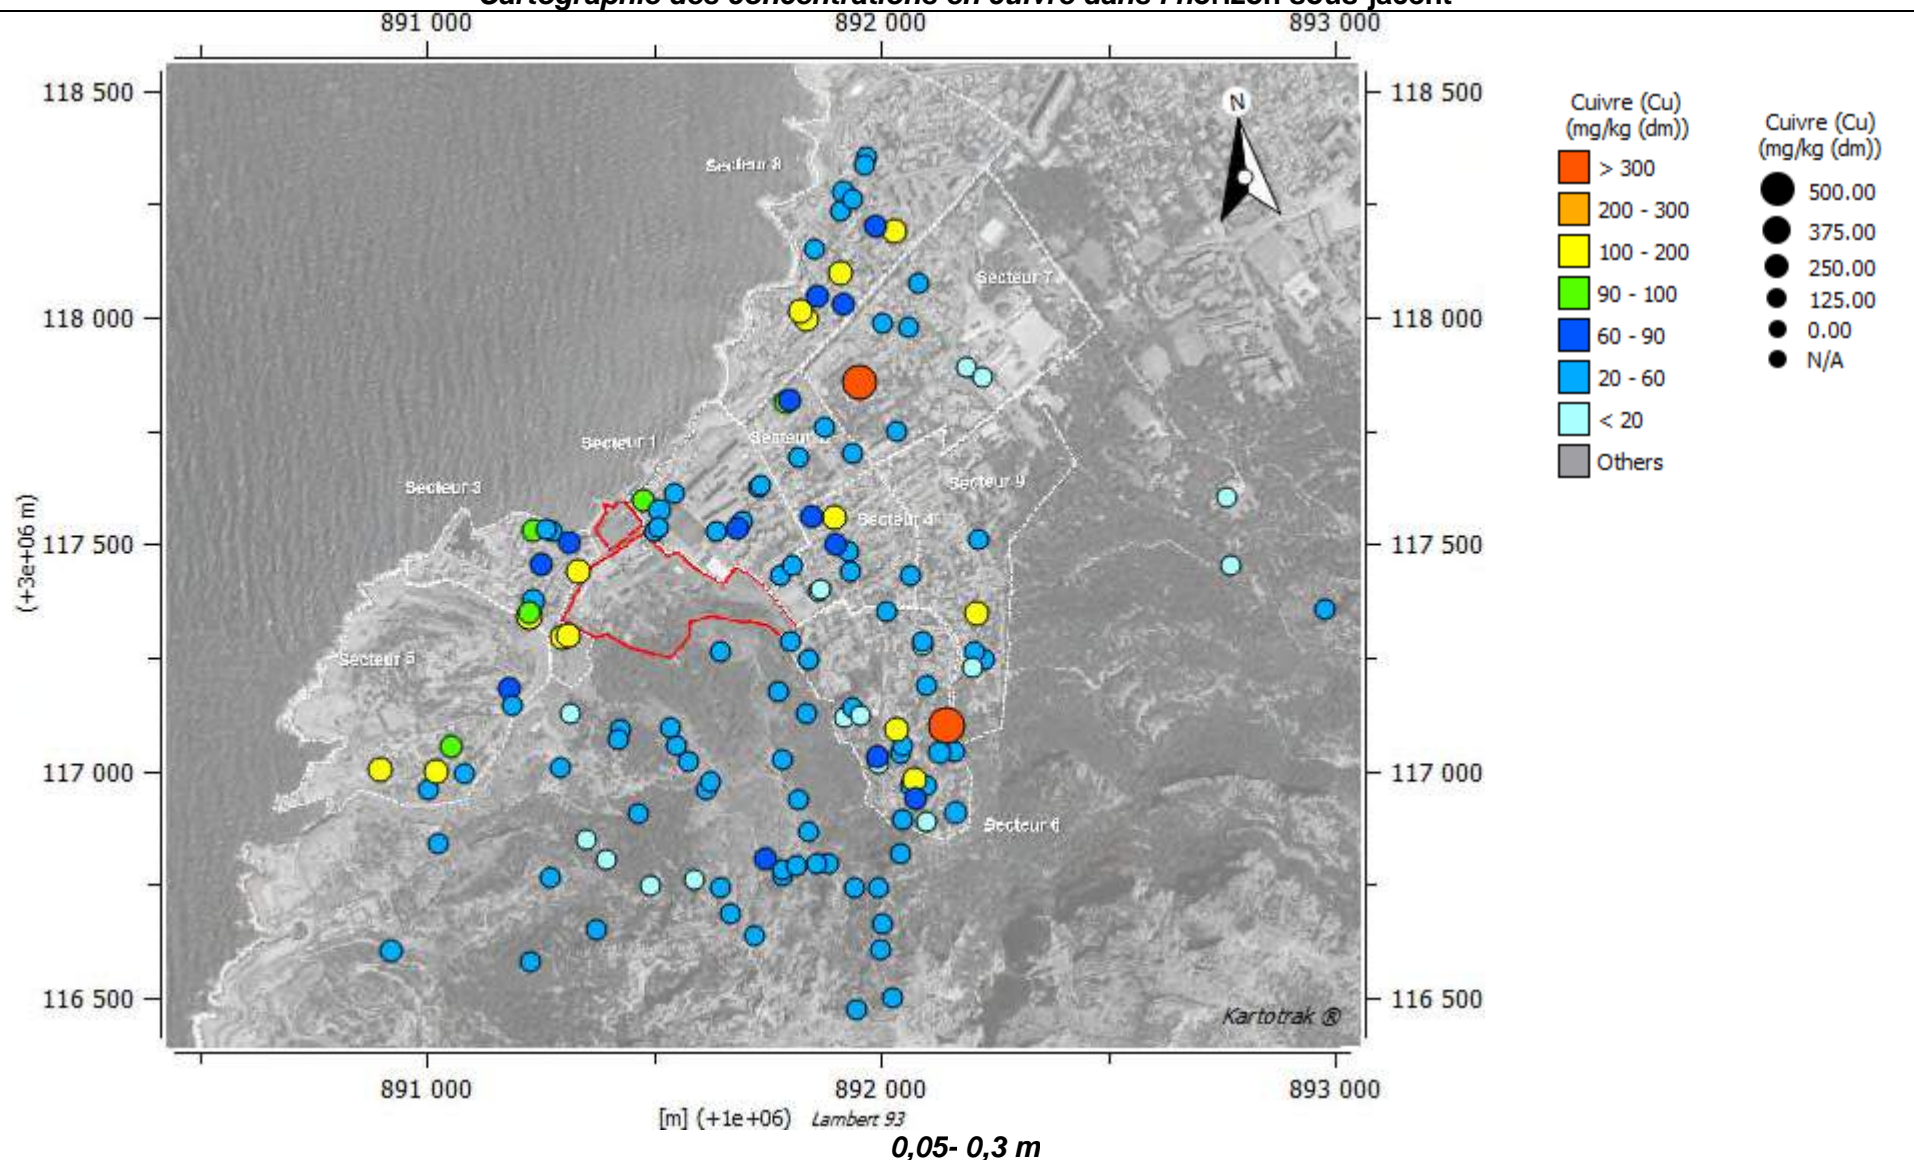 Cartographie des concentrations en cuivre dans l'horizon sous-jacent
891 000 892 000 893 000
118 500
118 500
118 000
118 000
117 500
117 500
117 000
117 000
116 500
116 500
(+3e+06 m)
N
Secteur 8
Secteur 7
Secteur 1
Secteur
Secteur 3
Secteur 9
Secteur 4
Secteur 5
Secteur 6
Kartotrak ®
891 000 892 000 893 000
[m] (+1e+06) Lambert 93
0,05- 0,3 m
Cuivre (Cu)
(mg/kg (dm))
> 300
200 - 300
100 - 200
90 - 100
60 - 90
20 - 60
< 20
Others
Cuivre (Cu)
(mg/kg (dm))
500.00
375.00
250.00
125.00
0.00
N/A